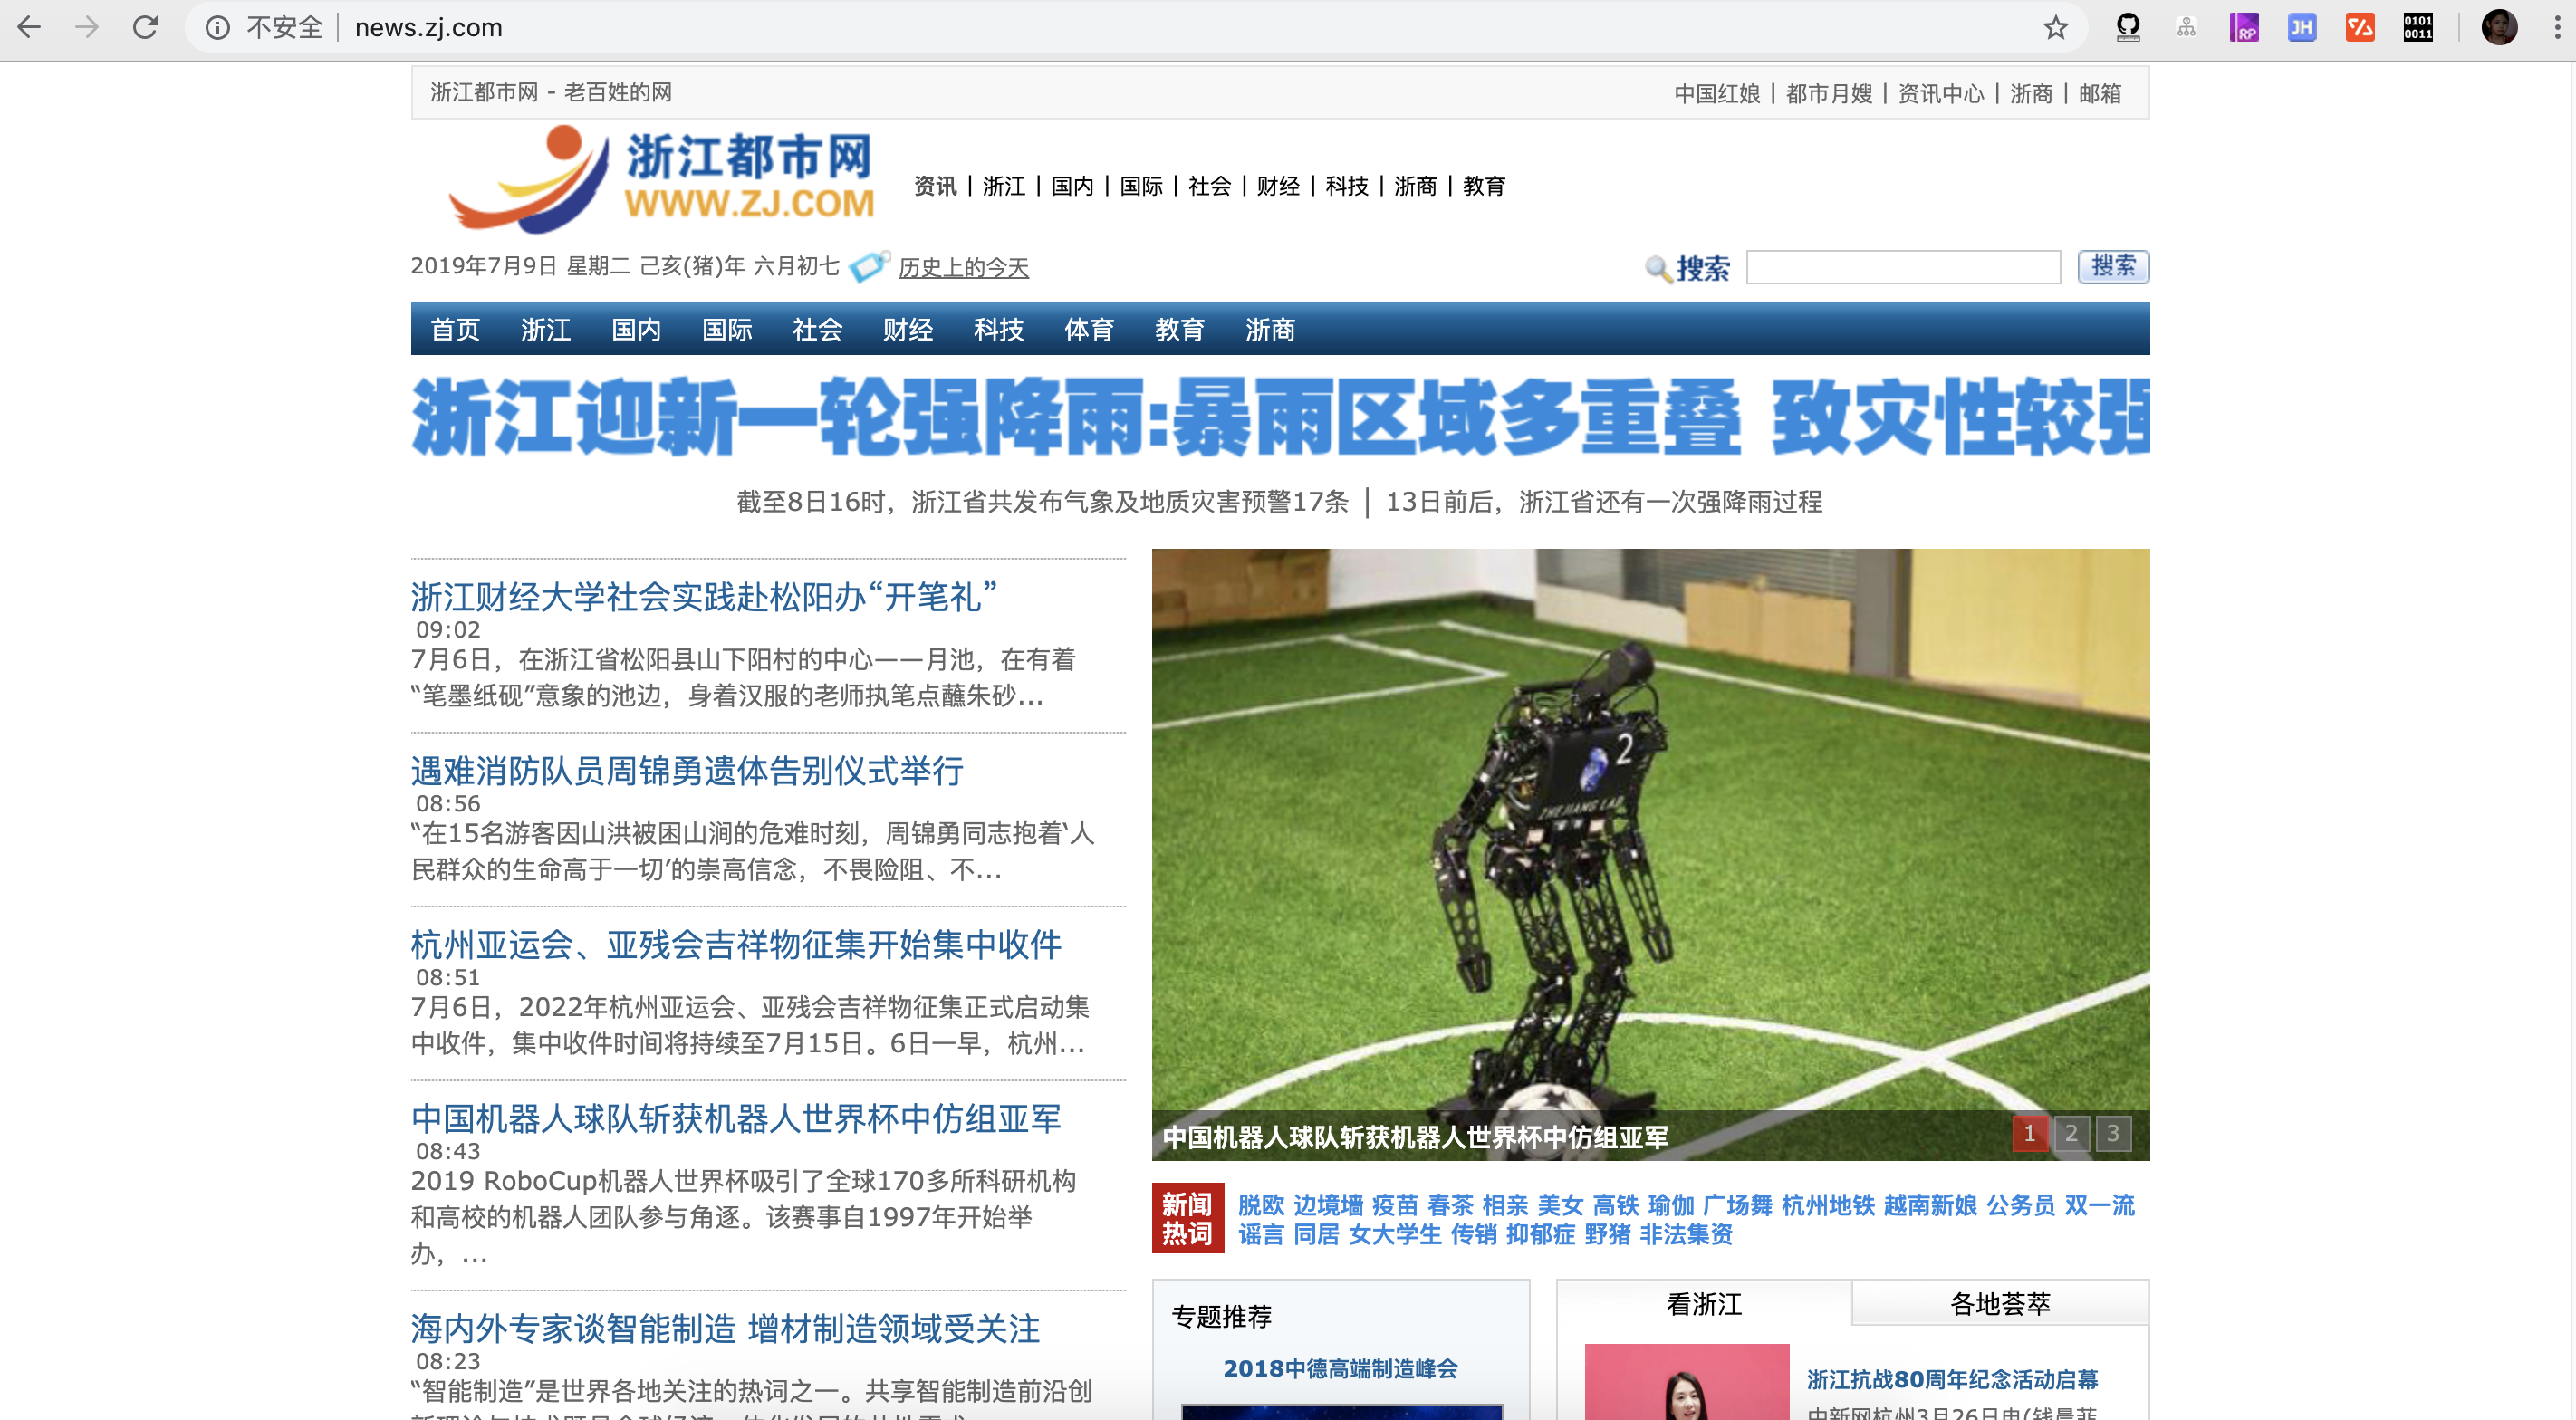 不安全 | news.zj.com
RP
JH
0101
0011
浙江都市网 - 老百姓的网
中国红娘 | 都市月嫂 | 资讯中心 | 浙商 | 邮箱
浙江都市网
WWW.ZJ.COM
资讯 | 浙江 | 国内 | 国际 | 社会 | 财经 | 科技 | 浙商 | 教育
2019年7月9日 星期二 己亥(猪)年 六月初七 历史上的今天
搜索 搜索
首页 浙江 国内 国际 社会 财经 科技 体育 教育 浙商
浙江迎新一轮强降雨:暴雨区域多重叠 致灾性较强
截至8日16时，浙江省共发布气象及地质灾害预警17条 | 13日前后，浙江省还有一次强降雨过程
浙江财经大学社会实践赴松阳办“开笔礼”
09:02
7月6日，在浙江省松阳县山下阳村的中心——月池，在有着
“笔墨纸砚”意象的池边，身着汉服的老师执笔点蘸朱砂...
遇难消防队员周锦勇遗体告别仪式举行
08:56
“在15名游客因山洪被困山涧的危难时刻，周锦勇同志抱着‘人
民群众的生命高于一切’的崇高信念，不畏险阻、不...
杭州亚运会、亚残会吉祥物征集开始集中收件
08:51
7月6日，2022年杭州亚运会、亚残会吉祥物征集正式启动集
中收件，集中收件时间将持续至7月15日。6日一早，杭州...
中国机器人球队斩获机器人世界杯中仿组亚军
08:43
2019 RoboCup机器人世界杯吸引了全球170多所科研机构
和高校的机器人团队参与角逐。该赛事自1997年开始举
办，...
海内外专家谈智能制造 增材制造领域受关注
08:23
“智能制造”是世界各地关注的热词之一。共享智能制造前沿创
2
ZHEJIANG LAB
中国机器人球队斩获机器人世界杯中仿组亚军
1 2 3
新闻
热词
脱欧 边境墙 疫苗 春茶 相亲 美女 高铁 瑜伽 广场舞 杭州地铁 越南新娘 公务员 双一流
谣言 同居 女大学生 传销 抑郁症 野猪 非法集资
专题推荐
2018中德高端制造峰会
看浙江
各地荟萃
浙江抗战80周年纪念活动启幕
中新网杭州3月26日电(钱晨菲